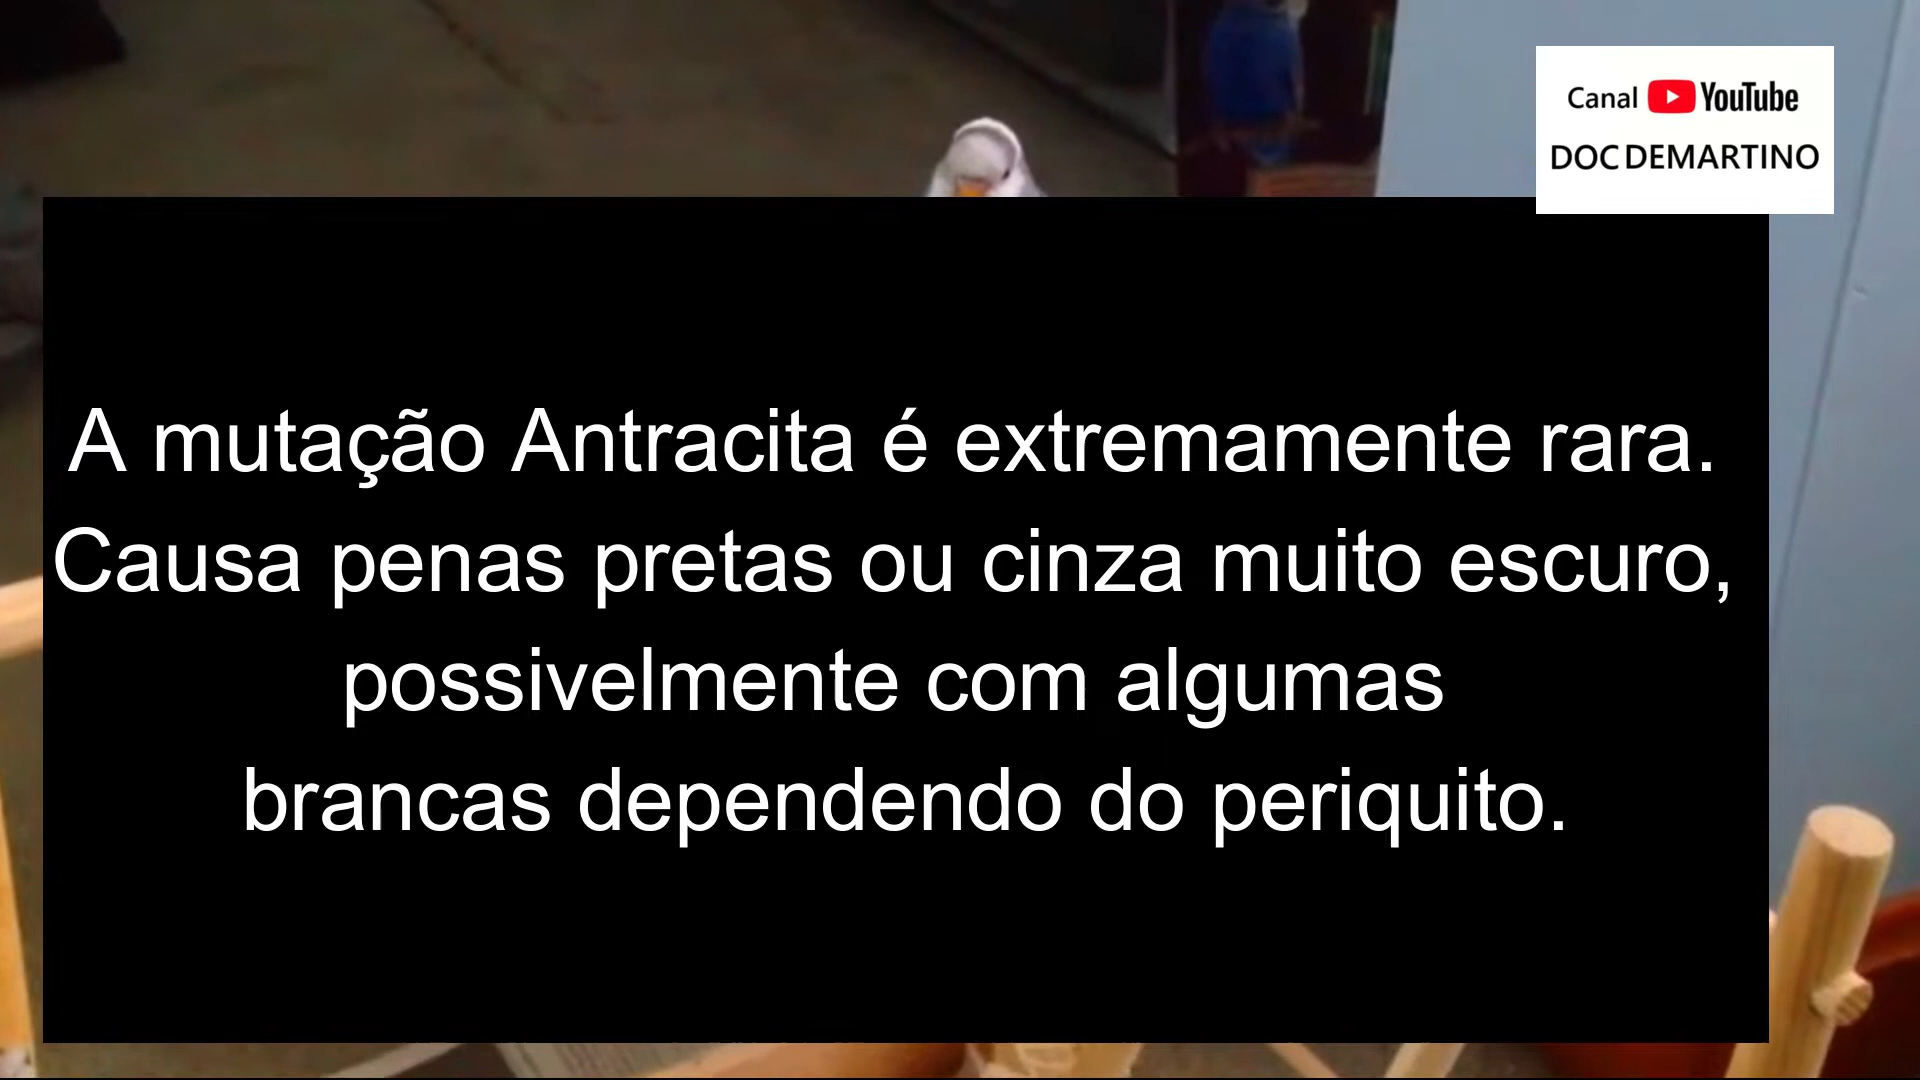 Canal YouTube
DOC DEMARTINO
A mutação Antracita é extremamente rara.
Causa penas pretas ou cinza muito escuro,
possivelmente com algumas
brancas dependendo do periquito.